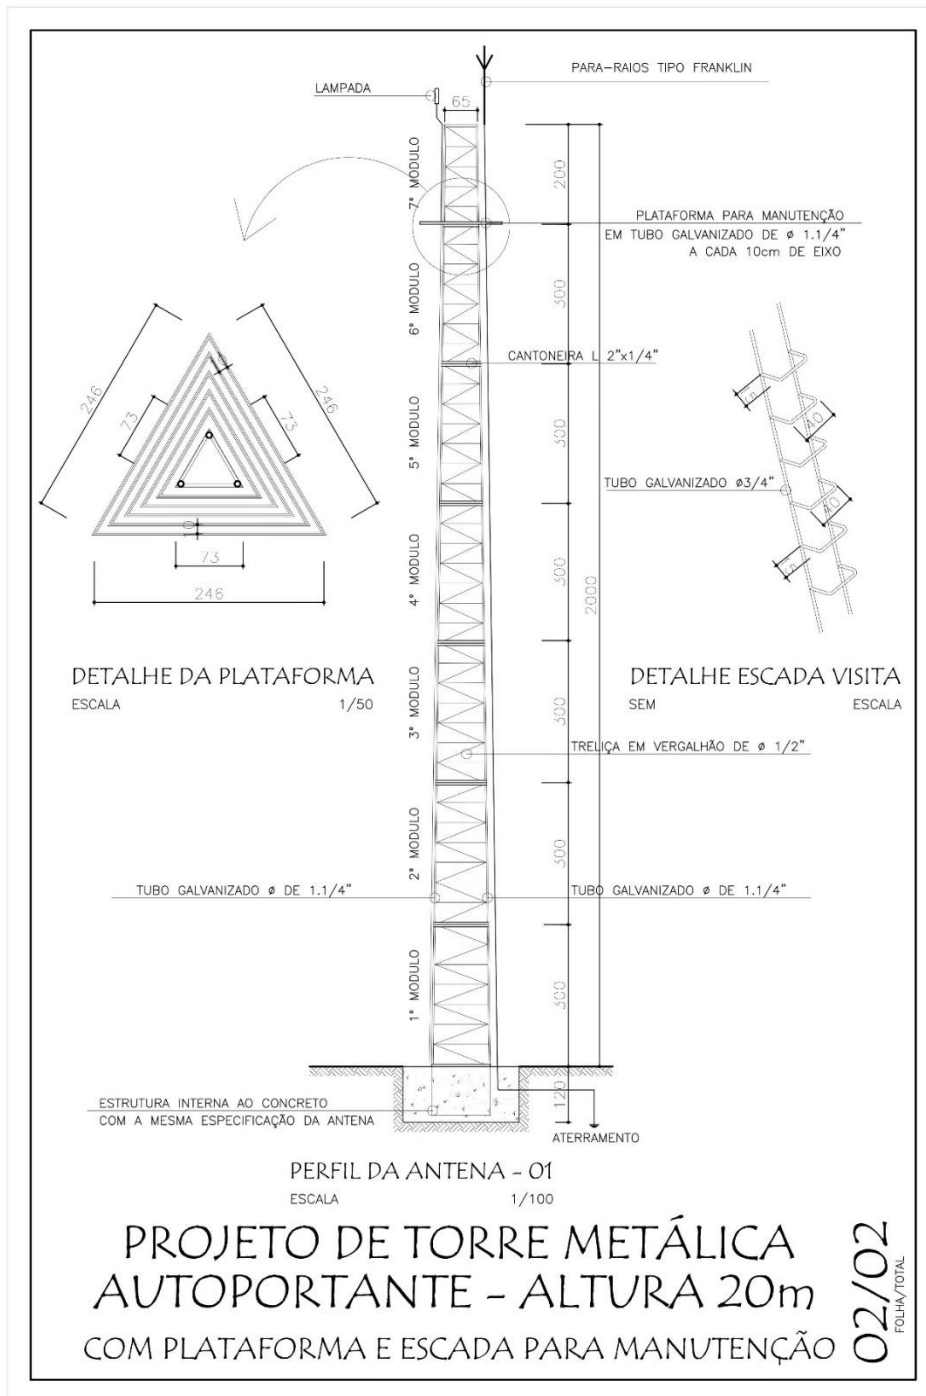 PARA-RAIOS TIPO FRANKLIN
LAMPADA
65
7° MODULO
200
PLATAFORMA PARA MANUTENÇÃO
EM TUBO GALVANIZADO DE ø 1.1/4"
A CADA 10cm DE EIXO
6° MODULO
300
CANTONEIRA L 2"x1/4"
246
246
73
73
10
73
246
5° MODULO
300
15
40
TUBO GALVANIZADO ø3/4"
40
15
4° MODULO
300
2000
DETALHE DA PLATAFORMA
ESCALA 1/50
DETALHE ESCADA VISITA
SEM ESCALA
3° MODULO
300
TRELIÇA EM VERGALHÃO DE ø 1/2"
2° MODULO
300
TUBO GALVANIZADO ø DE 1.1/4"
TUBO GALVANIZADO ø DE 1.1/4"
1° MODULO
300
120
ESTRUTURA INTERNA AO CONCRETO
COM A MESMA ESPECIFICAÇÃO DA ANTENA
ATERRAMENTO
PERFIL DA ANTENA - 01
ESCALA 1/100
PROJETO DE TORRE METÁLICA
AUTOPORTANTE - ALTURA 20m
COM PLATAFORMA E ESCADA PARA MANUTENÇÃO
02/02
FOLHA/TOTAL